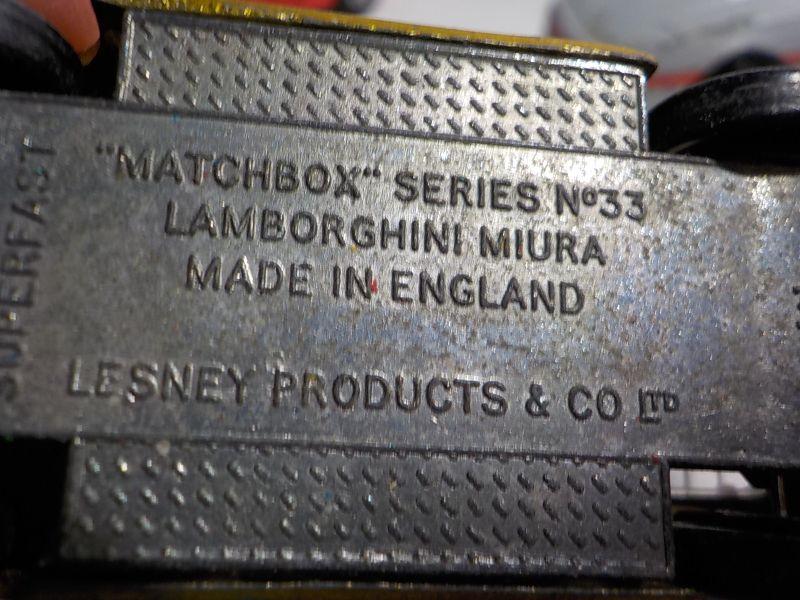 "MATCHBOX" SERIES Nº33
LAMBORGHINI MIURA
MADE IN ENGLAND
LESNEY PRODUCTS & CO LTD
SUPERFAST